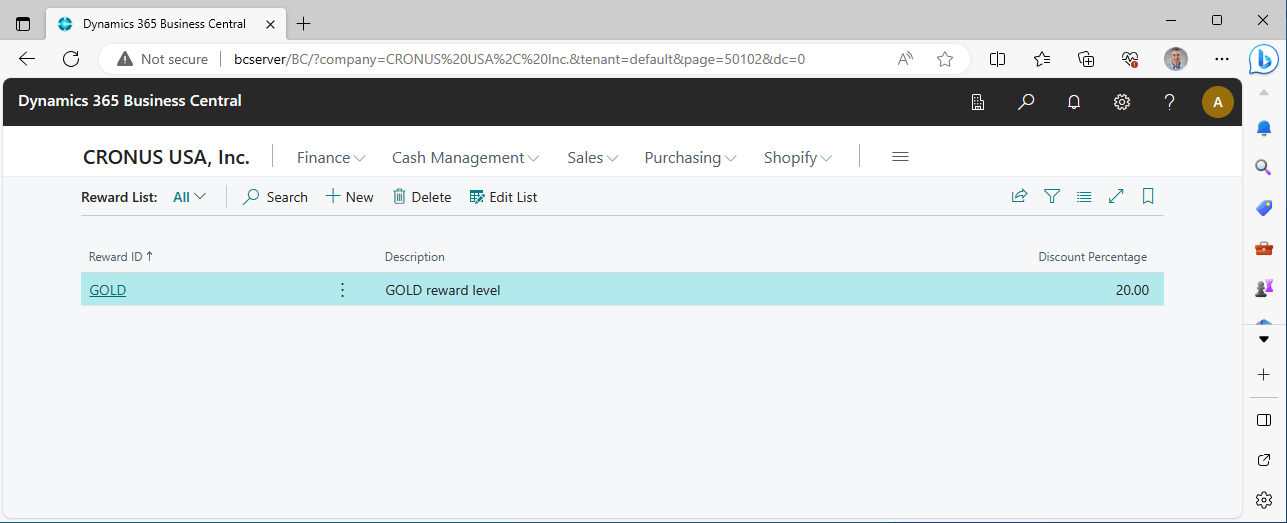 Dynamics 365 Business Central
Not secure bcserver/BC/?company=CRONUS%20USA%2C%20Inc.&tenant=default&page=50102&dc=0
Dynamics 365 Business Central
A
CRONUS USA, Inc. Finance Cash Management Sales Purchasing Shopify
Reward List: All Search New Delete Edit List
Reward ID ↑ Description Discount Percentage
GOLD GOLD reward level 20.00